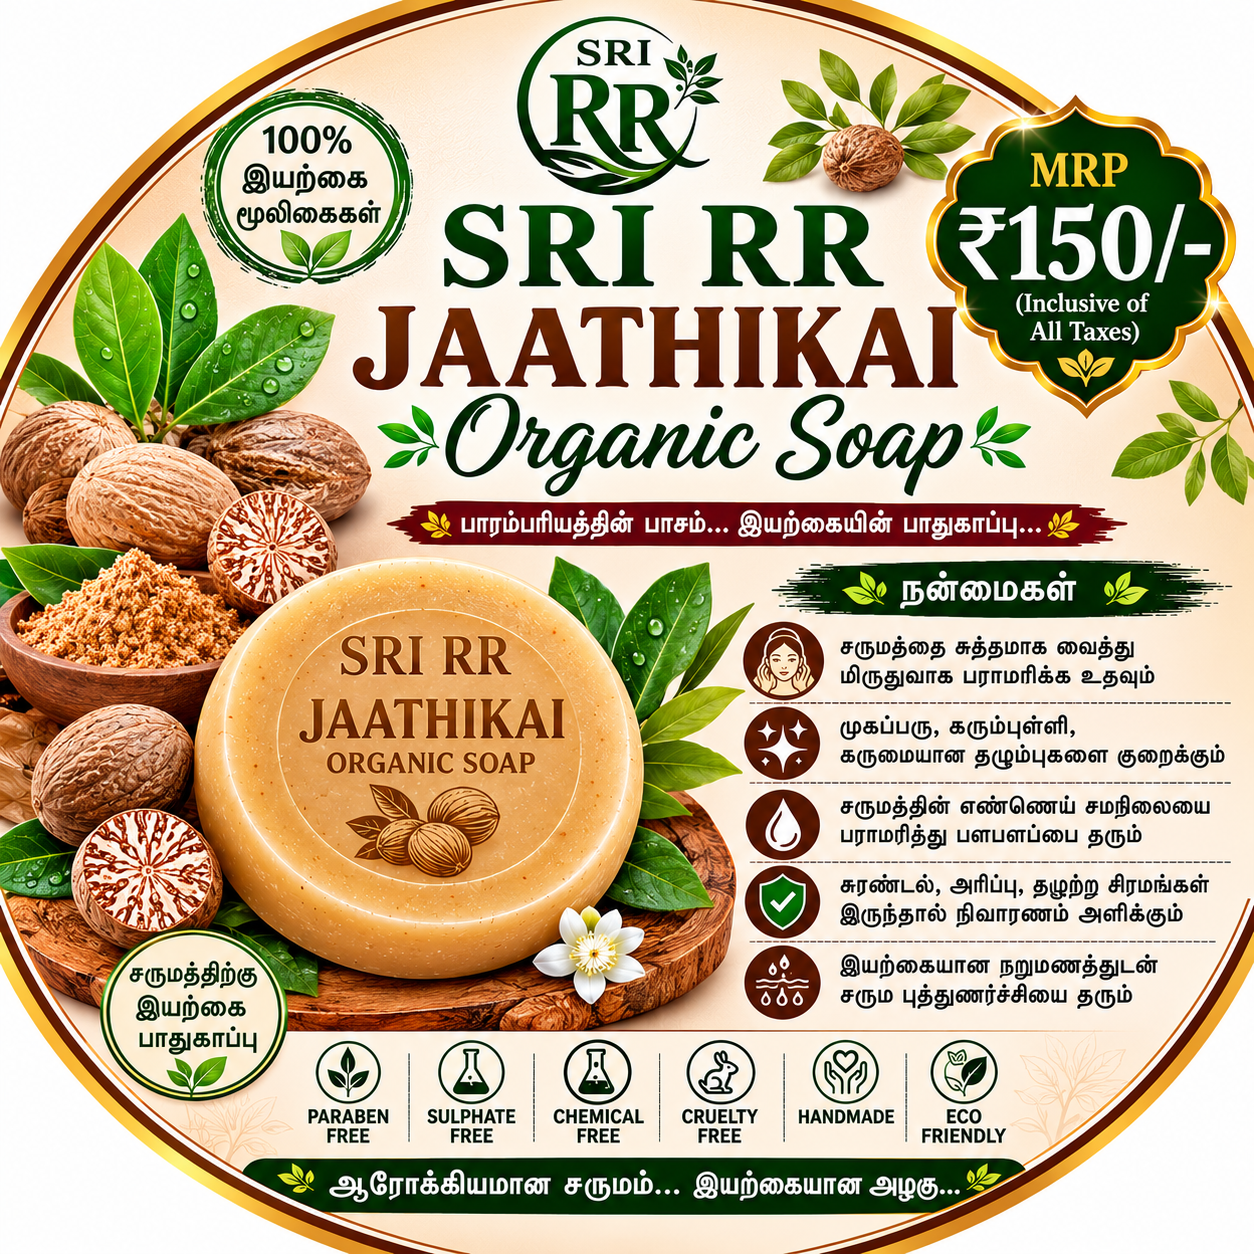 SRI
RR
100%
இயற்கை
மூலிகைகள்
SRI RR
JAATHIKAI
Organic Soap
MRP
₹150/-
(Inclusive of
All Taxes)
பாரம்பரியத்தின் பாசம்... இயற்கையின் பாதுகாப்பு...
நன்மைகள்
சருமத்தை சுத்தமாக வைத்து
மிருதுவாக பராமரிக்க உதவும்
முகப்பரு, கரும்புள்ளி,
கருமையான தழும்புகளை குறைக்கும்
சருமத்தின் எண்ணெய் சமநிலையை
பராமரித்து பளபளப்பை தரும்
சுரண்டல், அரிப்பு, தழற்ற சிரமங்கள்
இருந்தால் நிவாரணம் அளிக்கும்
இயற்கையான நறுமணத்துடன்
சரும புத்துணர்ச்சியை தரும்
SRI RR
JAATHIKAI
ORGANIC SOAP
சருமத்திற்கு
இயற்கை
பாதுகாப்பு
PARABEN
FREE
SULPHATE
FREE
CHEMICAL
FREE
CRUELTY
FREE
HANDMADE
ECO
FRIENDLY
ஆரோக்கியமான சருமம்... இயற்கையான அழகு...